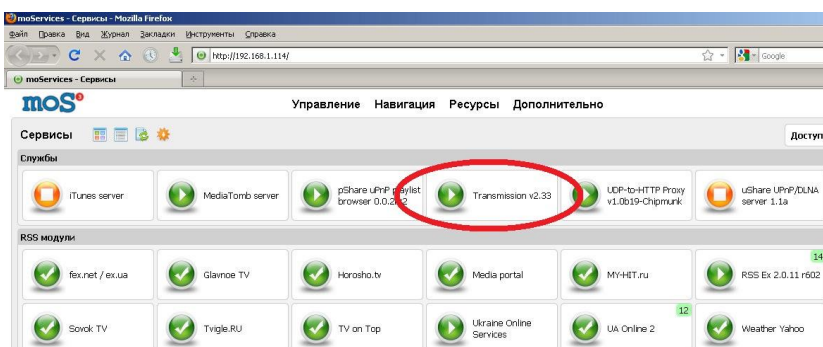 moServices - Сервисы - Mozilla Firefox
Файл Правка Вид Журнал Закладки Инструменты Справка
http://192.168.1.114/
Google
moServices - Сервисы
moS 3
Управление Навигация Ресурсы Дополнительно
Сервисы
Доступ
Службы
iTunes server
MediaTomb server
pShare uPnP playlist
browser 0.0.2
Transmission v2.33
UDP-to-HTTP Proxy
v1.0b19-Chipmunk
uShare UPnP/DLNA
server 1.1a
RSS модули
14
fex.net / ex.ua
Glavnoe TV
Horosho.tv
Media portal
MY-HIT.ru
RSS Ex 2.0.11 r602
12
Sovok TV
Tvigle.RU
TV on Top
Ukraine Online
Services
UA Online 2
Weather Yahoo